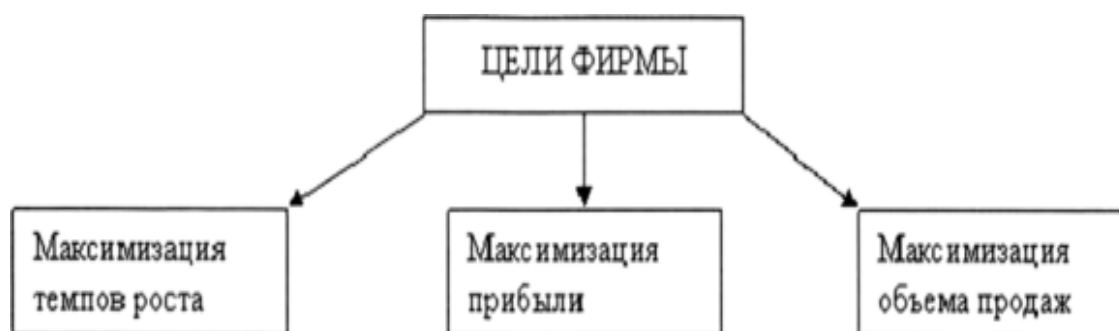 ЦЕЛИ ФИРМЫ
Максимизация
темпов роста
Максимизация
прибыли
Максимизация
объема продаж